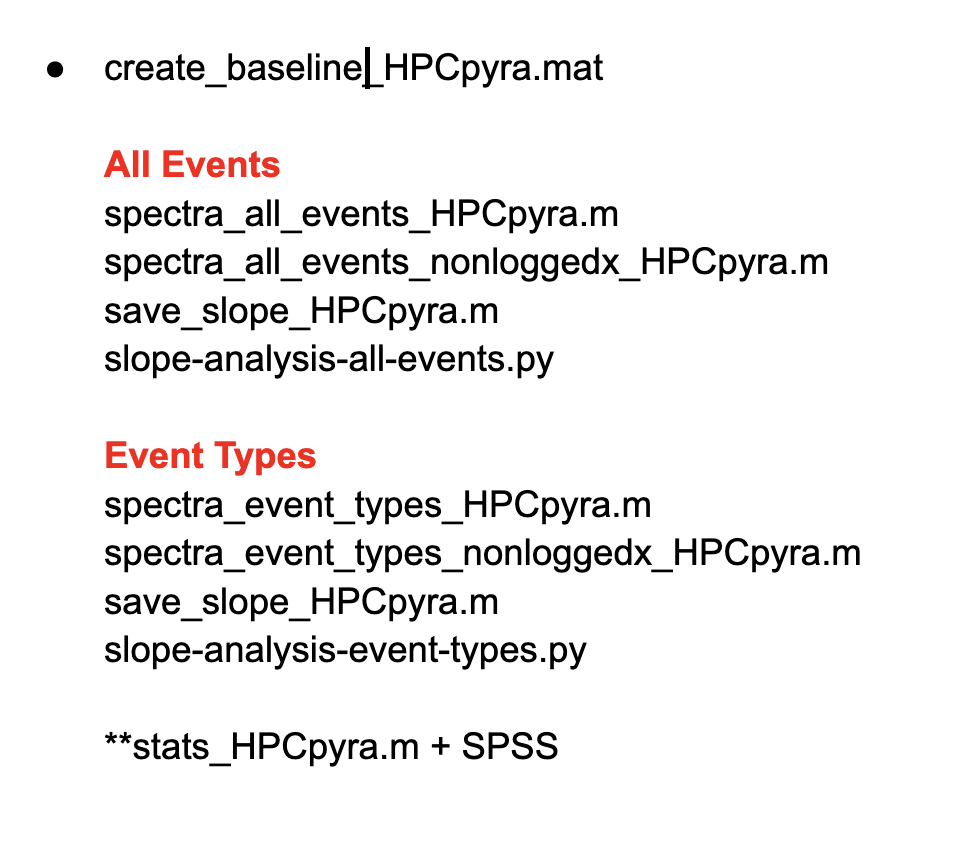 ● create_baseline_HPCpyra.mat
All Events
spectra_all_events_HPCpyra.m
spectra_all_events_nonloggedx_HPCpyra.m
save_slope_HPCpyra.m
slope-analysis-all-events.py
Event Types
spectra_event_types_HPCpyra.m
spectra_event_types_nonloggedx_HPCpyra.m
save_slope_HPCpyra.m
slope-analysis-event-types.py
**stats_HPCpyra.m + SPSS